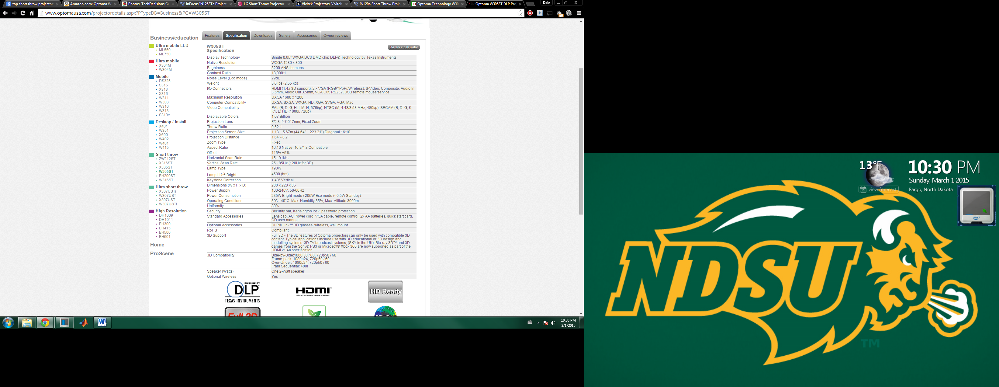 top short throw projector
Amazon.com: Optoma W
Photos: TechDecisions Gu
InFocus IN126STa Project
LG Short Throw Projector
PC Vivitek Projectors: Vivitek
IN120a Short Throw Proje
BH Optoma Technology W30
Optoma W305ST DLP Pro
Dale
www.optomausa.com/projectordetails.aspx?PTypeDB=Business&PC=W305ST
off
Business/education
Ultra mobile LED
ML550
ML750
Ultra mobile
X304M
W304M
Mobile
DS325
S316
X313
X316
W311
W303
W316
W313
S310e
Desktop / install
X401
W351
X600
W402
W401
W415
Short throw
ZW212ST
X316ST
X305ST
W305ST
EH200ST
W316ST
Ultra short throw
X307USTi
W307UST
X307UST
W307USTi
High Resolution
DH1009
DH1011
EH300
EH415
EH500
EH501
Home
ProScene
Features
Specification
Downloads
Gallery
Accessories
Owner reviews
W305ST
Specification
Distance calculator
Display Technology Single 0.65" WXGA DC3 DMD chip DLP® Technology by Texas Instruments
Native Resolution WXGA 1280 x 800
Brightness 3200 ANSI Lumens
Contrast Ratio 18,000:1
Noise Level (Eco mode) 29dB
Weight 5.6 lbs (2.55 kg)
I/O Connectors HDMI (1.4a 3D support), 2 x VGA (RGB/YPbPr/Wireless), S-Video, Composite, Audio In
3.5mm, Audio Out 3.5mm, VGA Out, RS232, USB remote mouse/service
Maximum Resolution UXGA 1600 x 1200
Computer Compatibility UXGA, SXGA, WXGA, HD, XGA, SVGA, VGA, Mac
Video Compatibility PAL (B, D, G, H, I, M, N, 576i/p), NTSC (M, 4.43/3.58 MHz, 480i/p), SECAM (B, D, G, K,
K1, L) HD (1080i, 720p)
Displayable Colors 1.07 Billion
Projection Lens F/2.8; f=7.017mm, Fixed Zoom
Throw Ratio 0.52:1
Projection Screen Size 1.13 – 5.67m (44.64" – 223.21") Diagonal 16:10
Projection Distance 1.64' - 8.2'
Zoom Type Fixed
Aspect Ratio 16:10 Native, 16:9/4:3 Compatible
Offset 115% ±5%
Horizontal Scan Rate 15 - 91kHz
Vertical Scan Rate 25 - 85Hz (120Hz for 3D)
Lamp Type 190W
Lamp Life2 Bright 4500 (hrs)
Keystone Correction ± 40° Vertical
Dimensions (W x H x D) 288 x 220 x 86
Power Supply 100-240V, 50-60Hz
Power Consumption 235W Bright mode / 205W Eco mode (<0.5W Standby)
Operating Conditions 5°C - 40°C, Max. Humidity 85%, Max. Altitude 3000m
Uniformity 80%
Security Security bar, Kensington lock, password protection
Standard Accessories Lens cap, AC Power cord, VGA cable, remote control, 2x AA batteries, quick start card,
CD user manual
Optional Accessories DLP® Link™ 3D glasses, wireless, wall mount
RoHS Compliant
3D Support Full 3D - The 3D features of Optoma projectors can only be used with compatible 3D
content. Typical applications include use with 3D educational or 3D design and
modelling systems. 3D TV broadcast systems, (SKY in the UK), Blu-ray 3D™ and 3D
games from the Sony® PS3 or Microsoft® Xbox 360 are now supported as part of the
HDMI v1.4a specification.
3D Compatibility Side-by-Side:1080i50 / 60, 720p50 / 60
Frame-pack: 1080p24, 720p50 / 60
Over-Under: 1080p24, 720p50 / 60
Fram Sequential: 480i
Speaker (Watts) One 2-Watt speaker
Optional Wireless Yes
PICTURE BY
DLP
TEXAS INSTRUMENTS
HDMI™
HIGH DEFINITION MULTIMEDIA INTERFACE
HD Ready
Full 3D
FEATURES
10:30 PM
3/1/2015
13°F
15 view forecast
10:30 PM
Sunday, March 1 2015
Fargo, North Dakota
intel
NDSU
TM